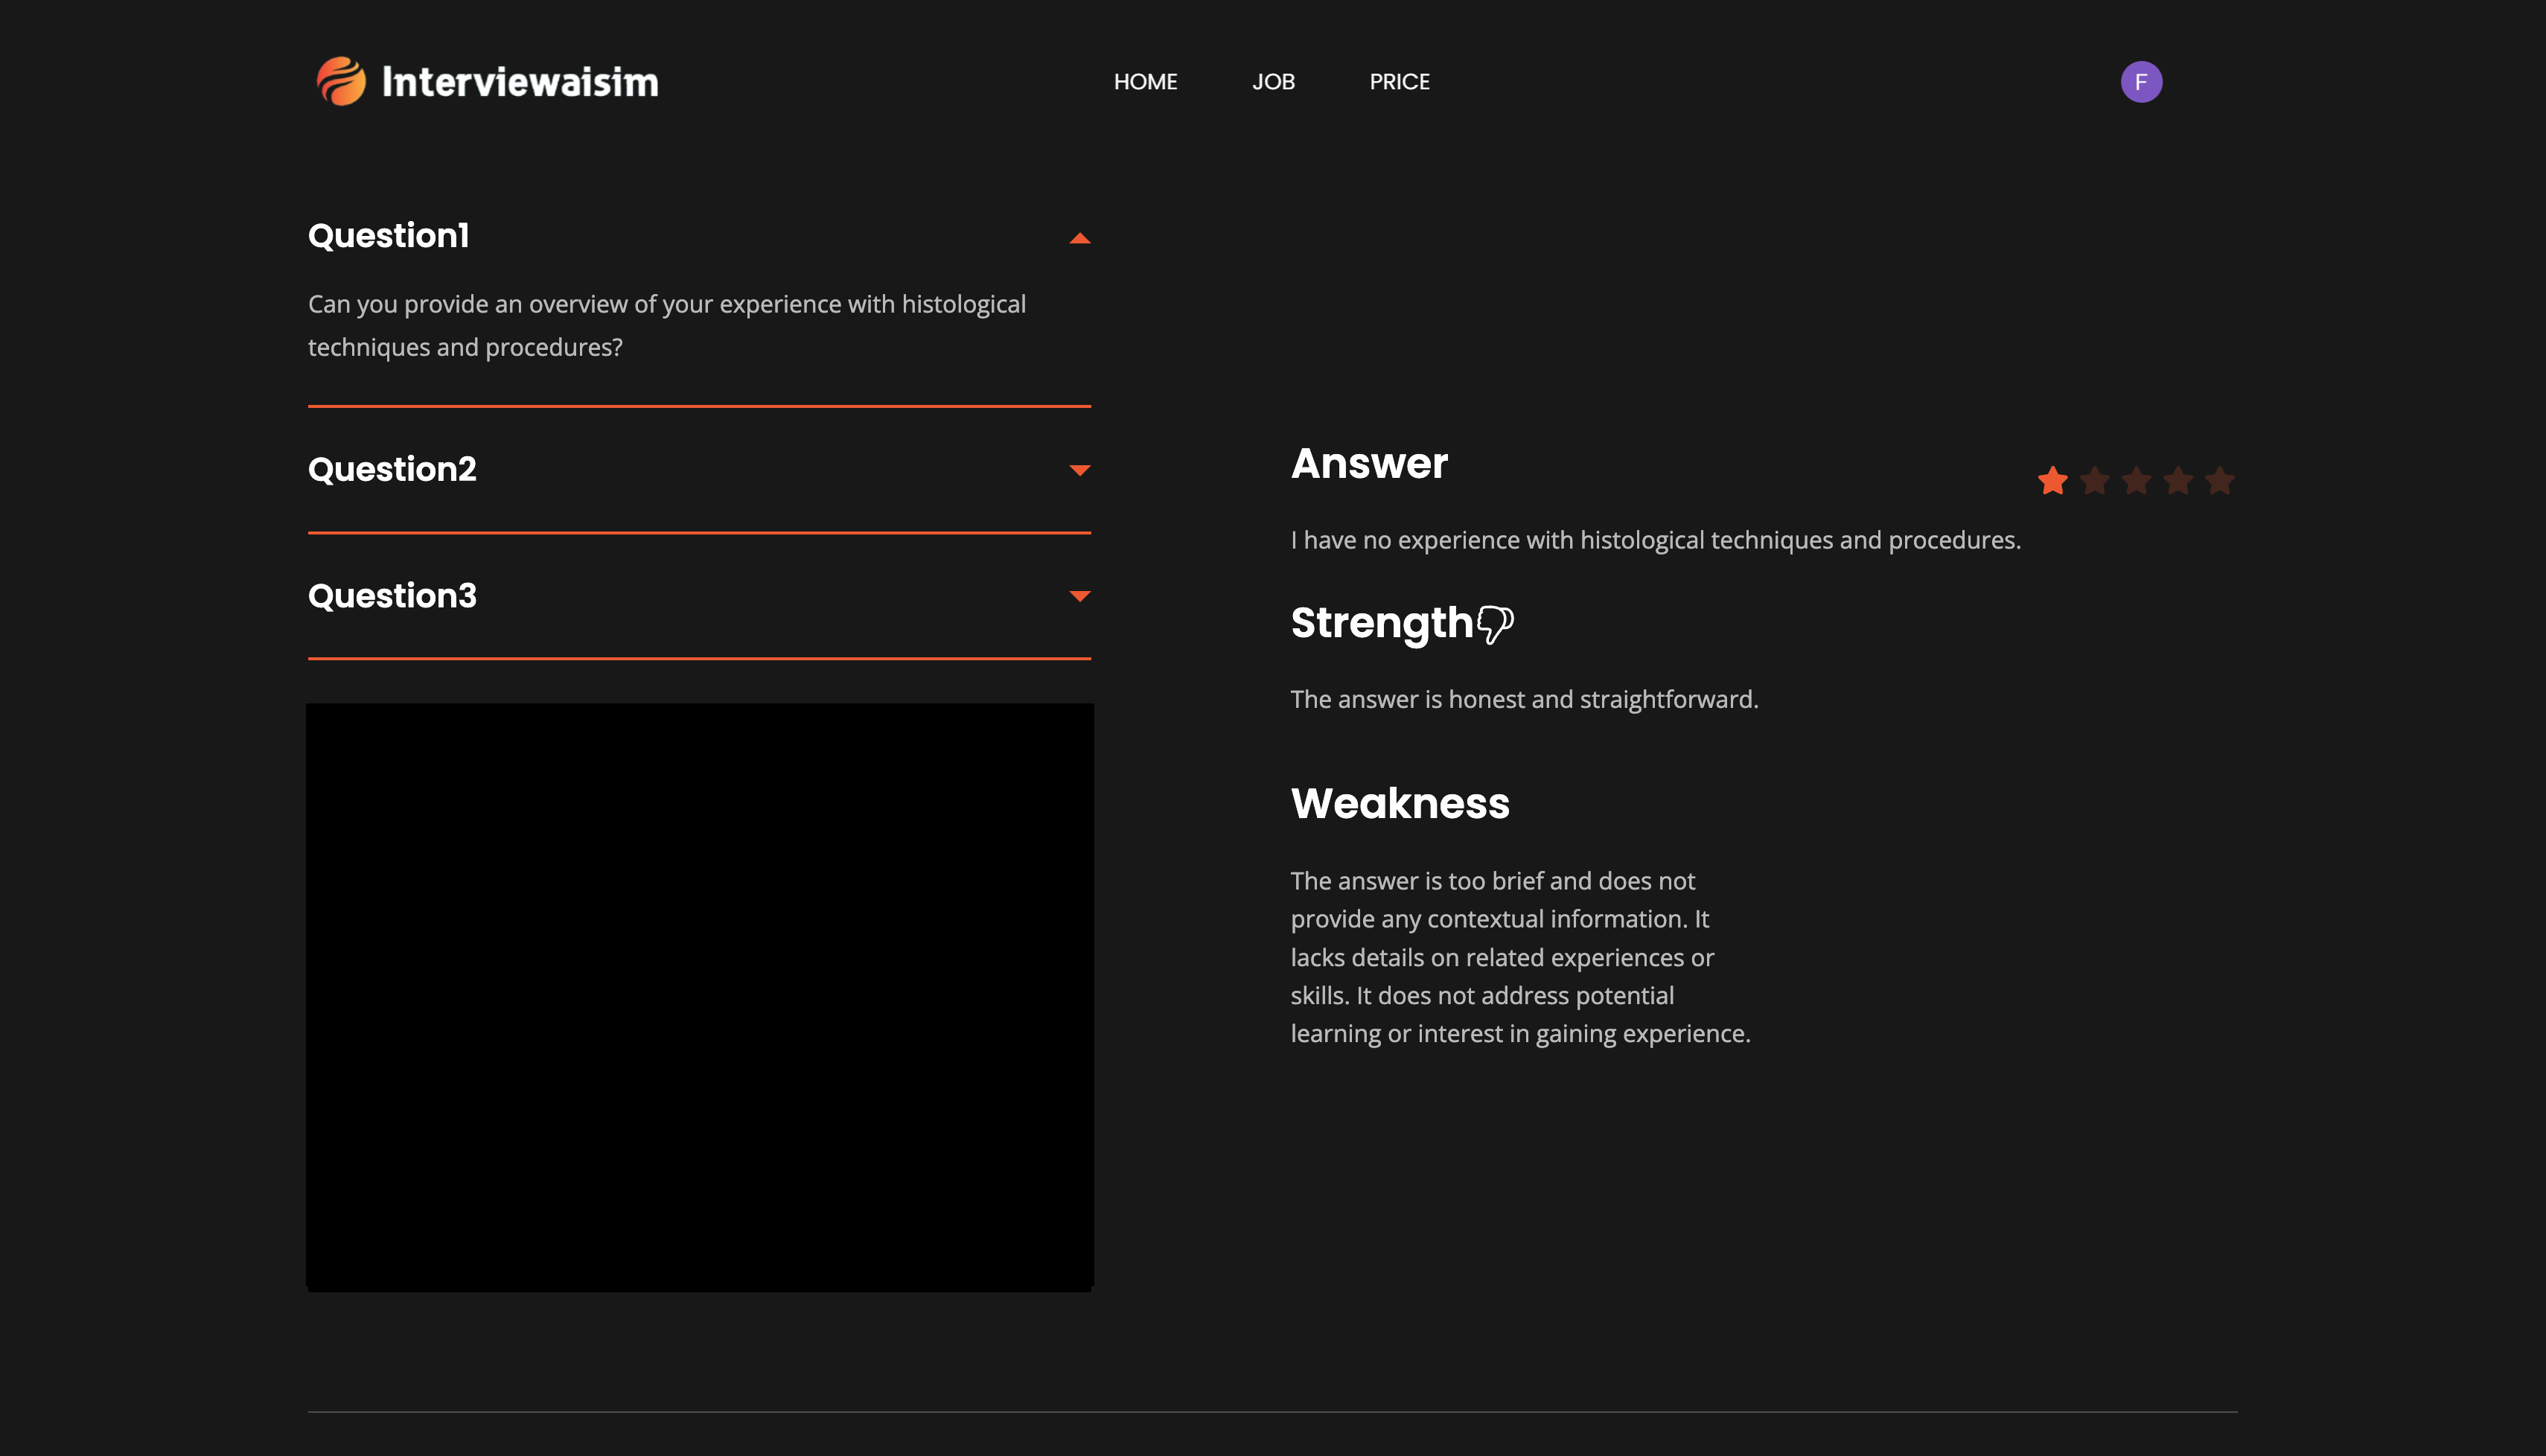 Interviewaisim
HOME JOB PRICE
F
Question1
Can you provide an overview of your experience with histological
techniques and procedures?
Question2
Question3
Answer
I have no experience with histological techniques and procedures.
Strength
The answer is honest and straightforward.
Weakness
The answer is too brief and does not
provide any contextual information. It
lacks details on related experiences or
skills. It does not address potential
learning or interest in gaining experience.